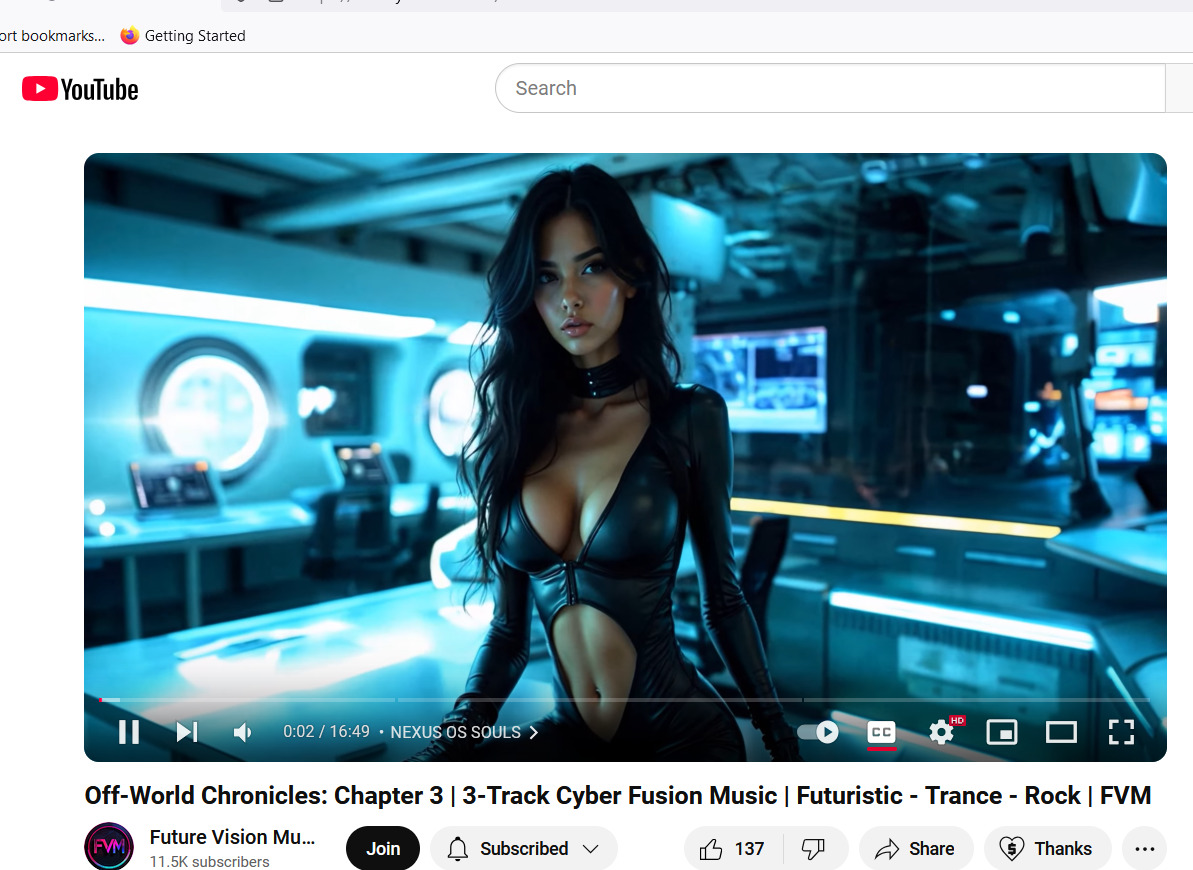 ort bookmarks...
Getting Started
YouTube
Search
0:02 / 16:49 • NEXUS OS SOULS
CC
HD
Off-World Chronicles: Chapter 3 | 3-Track Cyber Fusion Music | Futuristic - Trance - Rock | FVM
FVM
Future Vision Mu...
11.5K subscribers
Join
Subscribed
137
Share
Thanks